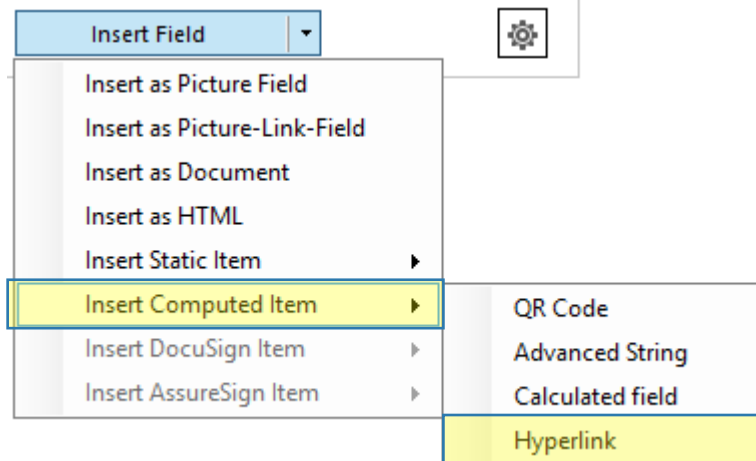 Insert Field
Insert as Picture Field
Insert as Picture-Link-Field
Insert as Document
Insert as HTML
Insert Static Item
Insert Computed Item
Insert DocuSign Item
Insert AssureSign Item
QR Code
Advanced String
Calculated field
Hyperlink